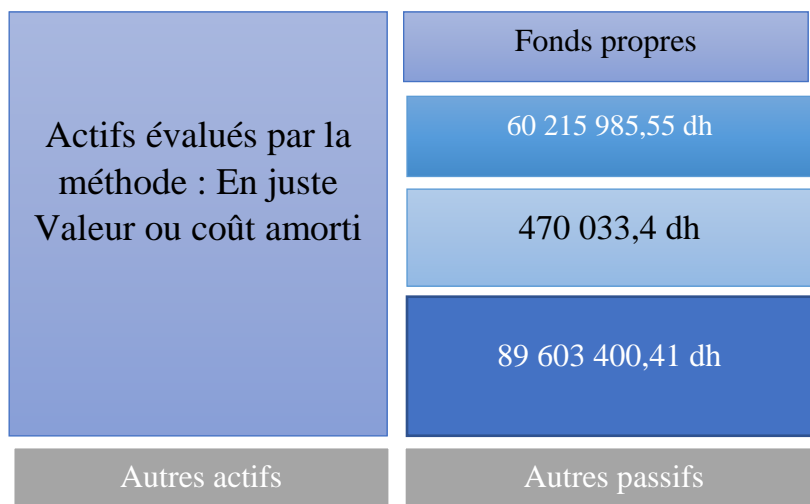 Actifs évalués par la
méthode : En juste
Valeur ou coût amorti
Fonds propres
60 215 985,55 dh
470 033,4 dh
89 603 400,41 dh
Autres actifs
Autres passifs